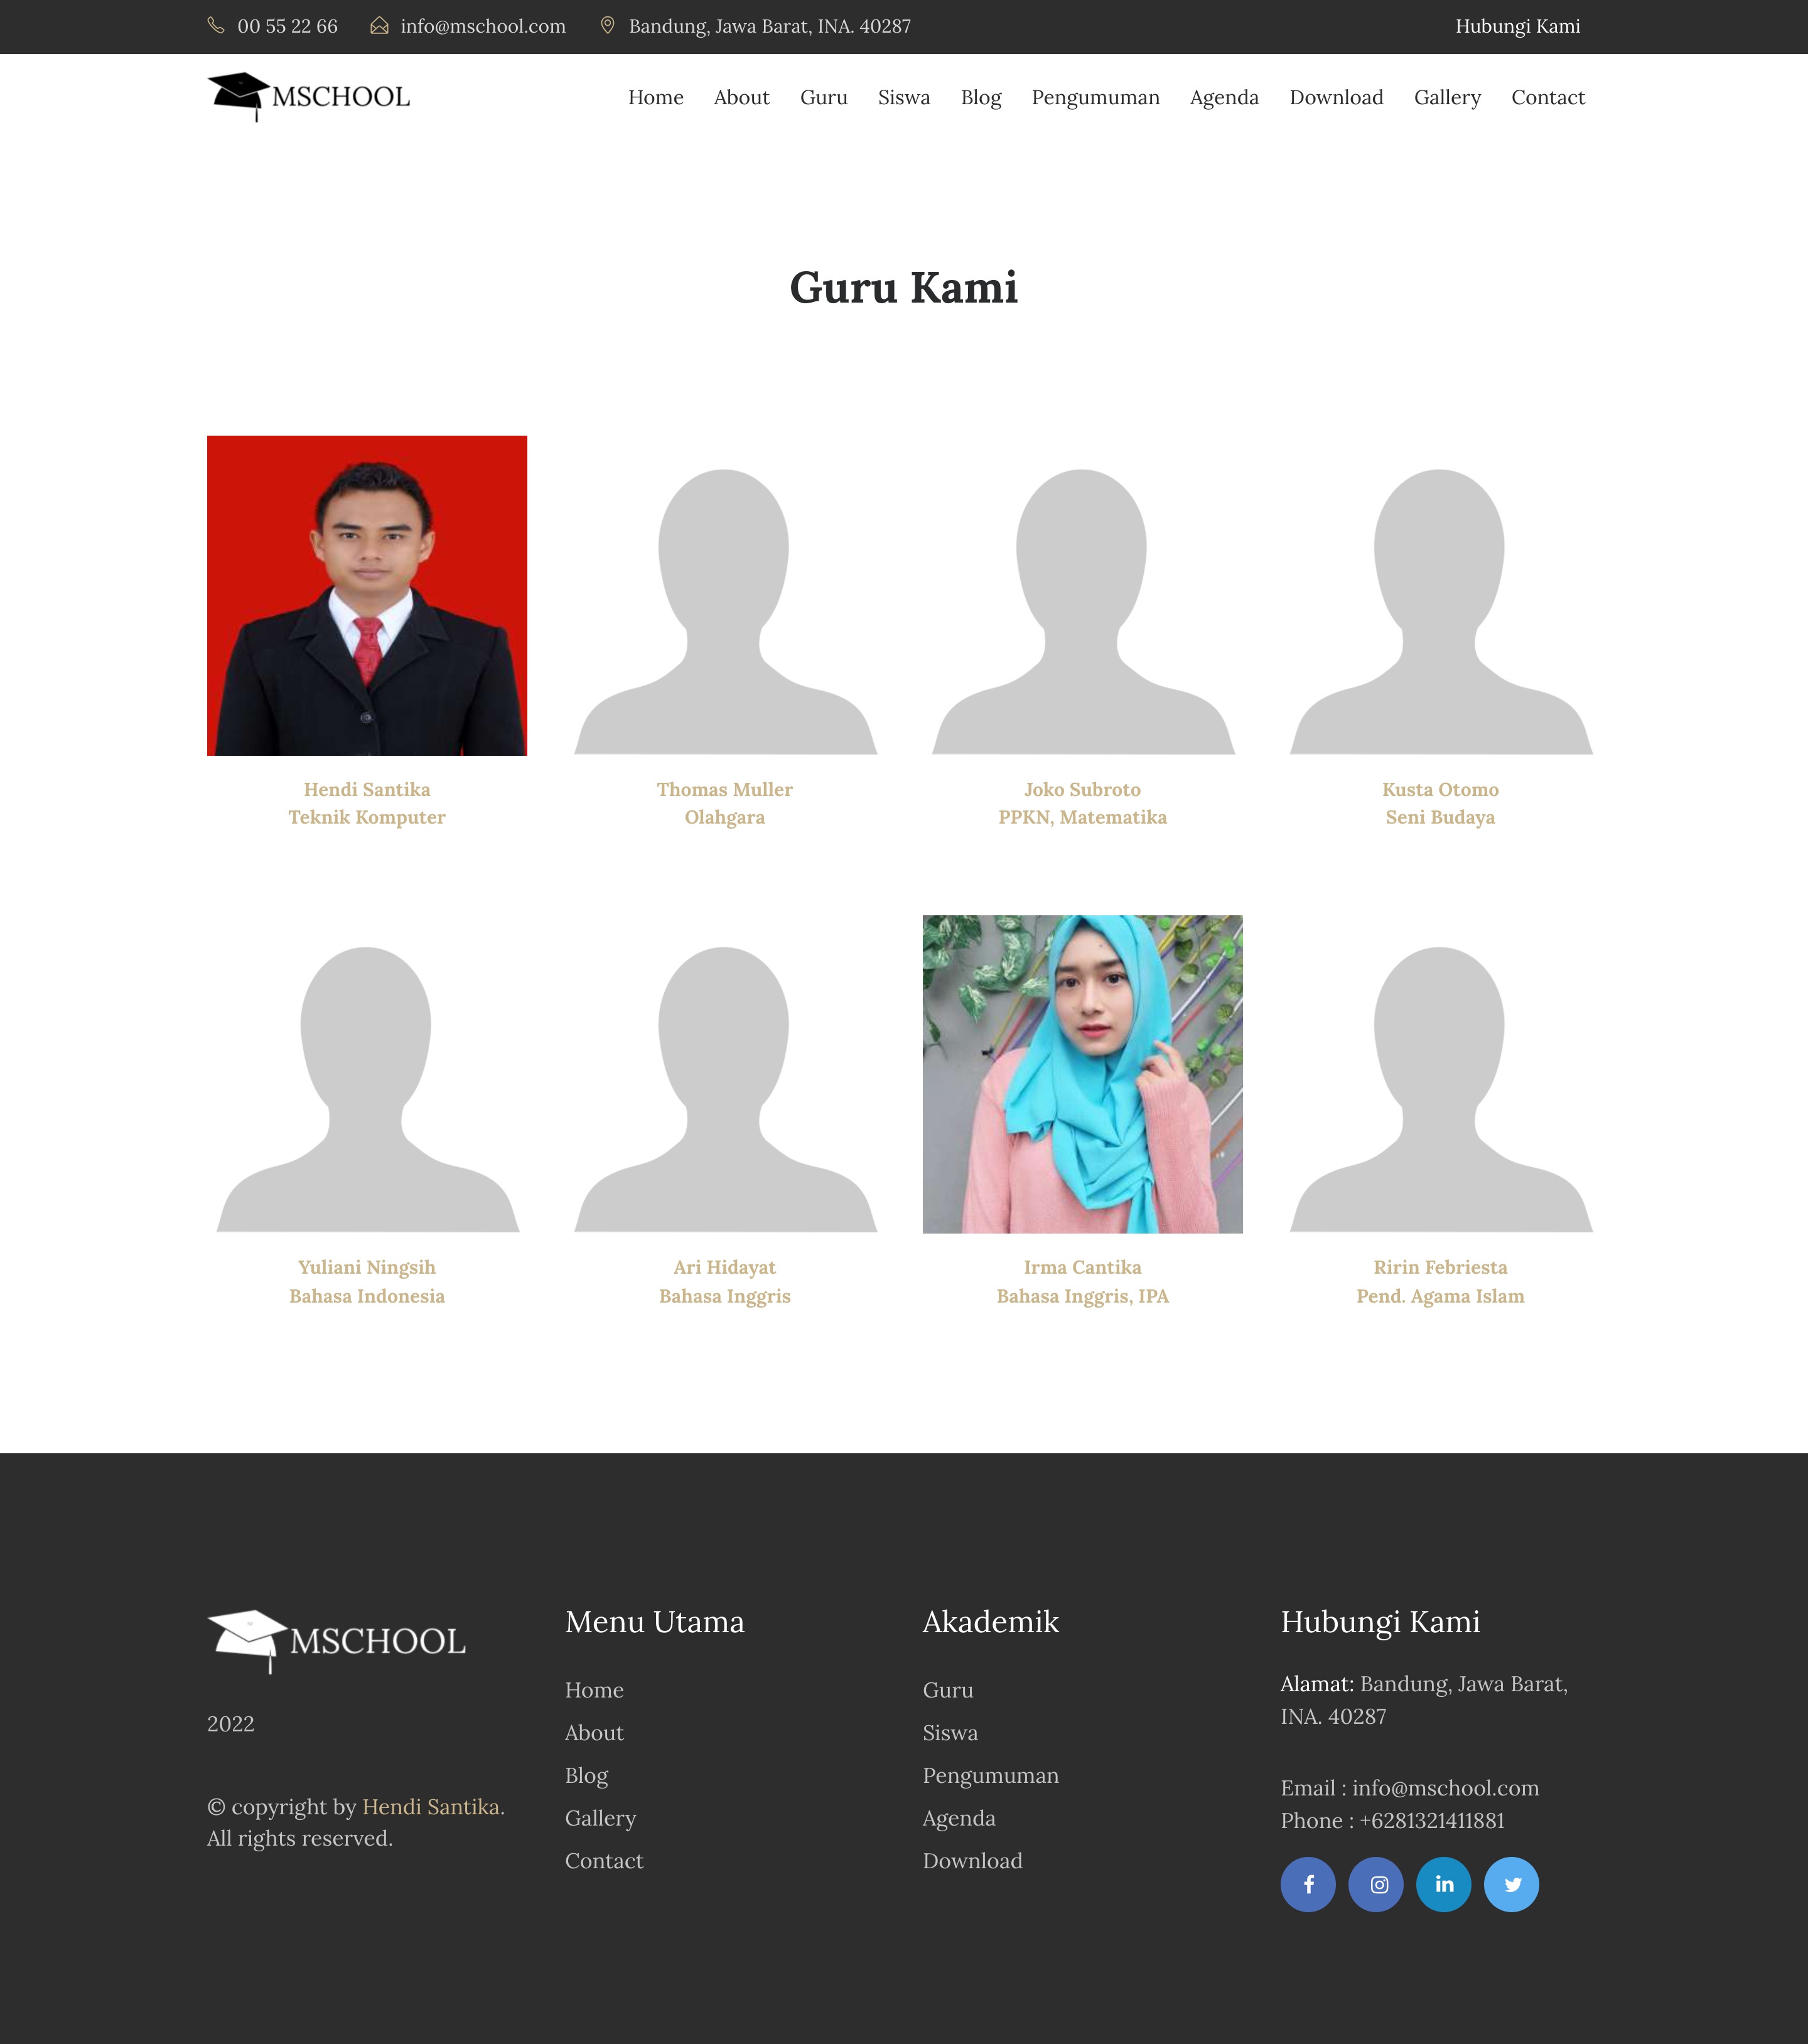 00 55 22 66
info@mschool.com
Bandung, Jawa Barat, INA. 40287
Hubungi Kami
MSCHOOL
Home
About
Guru
Siswa
Blog
Pengumuman
Agenda
Download
Gallery
Contact
Guru Kami
Hendi Santika
Teknik Komputer
Thomas Muller
Olahgara
Joko Subroto
PPKN, Matematika
Kusta Otomo
Seni Budaya
Yuliani Ningsih
Bahasa Indonesia
Ari Hidayat
Bahasa Inggris
Irma Cantika
Bahasa Inggris, IPA
Ririn Febriesta
Pend. Agama Islam
MSCHOOL
2022
© copyright by Hendi Santika.
All rights reserved.
Menu Utama
Home
About
Blog
Gallery
Contact
Akademik
Guru
Siswa
Pengumuman
Agenda
Download
Hubungi Kami
Alamat: Bandung, Jawa Barat,
INA. 40287
Email : info@mschool.com
Phone : +6281321411881